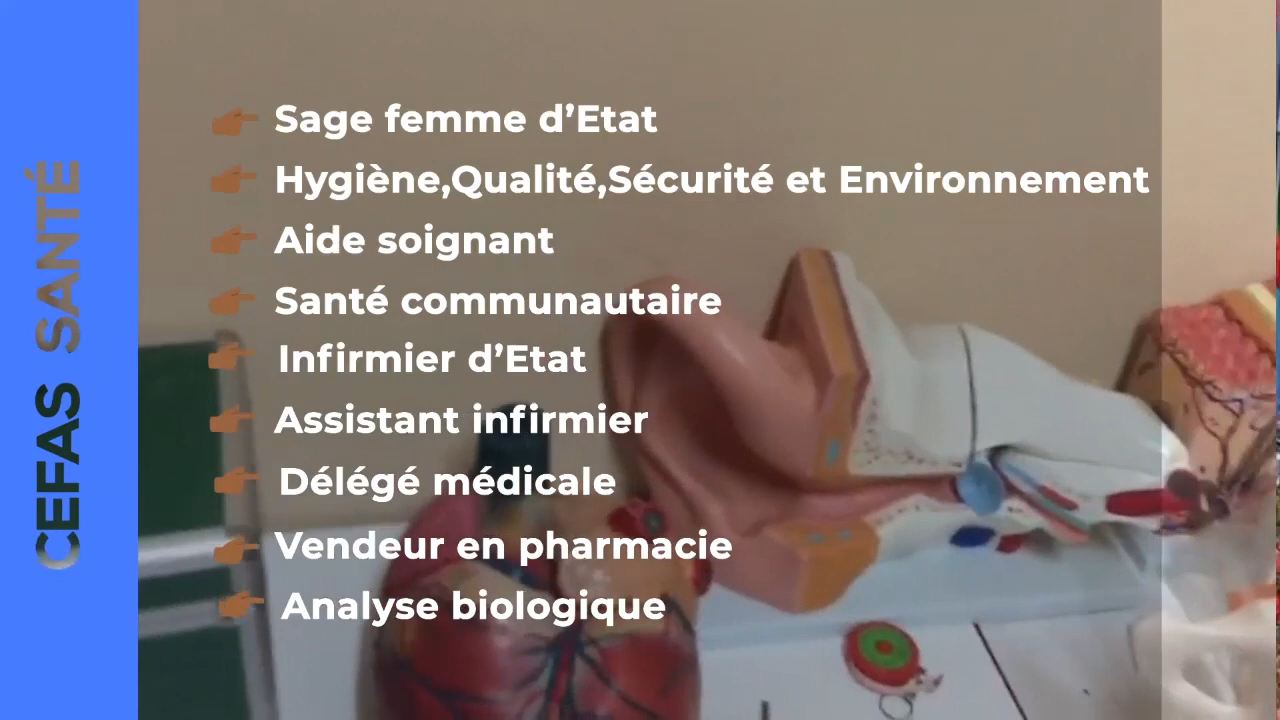 CEFAS SANTÉ
Sage femme d’Etat
Hygiène,Qualité,Sécurité et Environnement
Aide soignant
Santé communautaire
Infirmier d’Etat
Assistant infirmier
Délégé médicale
Vendeur en pharmacie
Analyse biologique